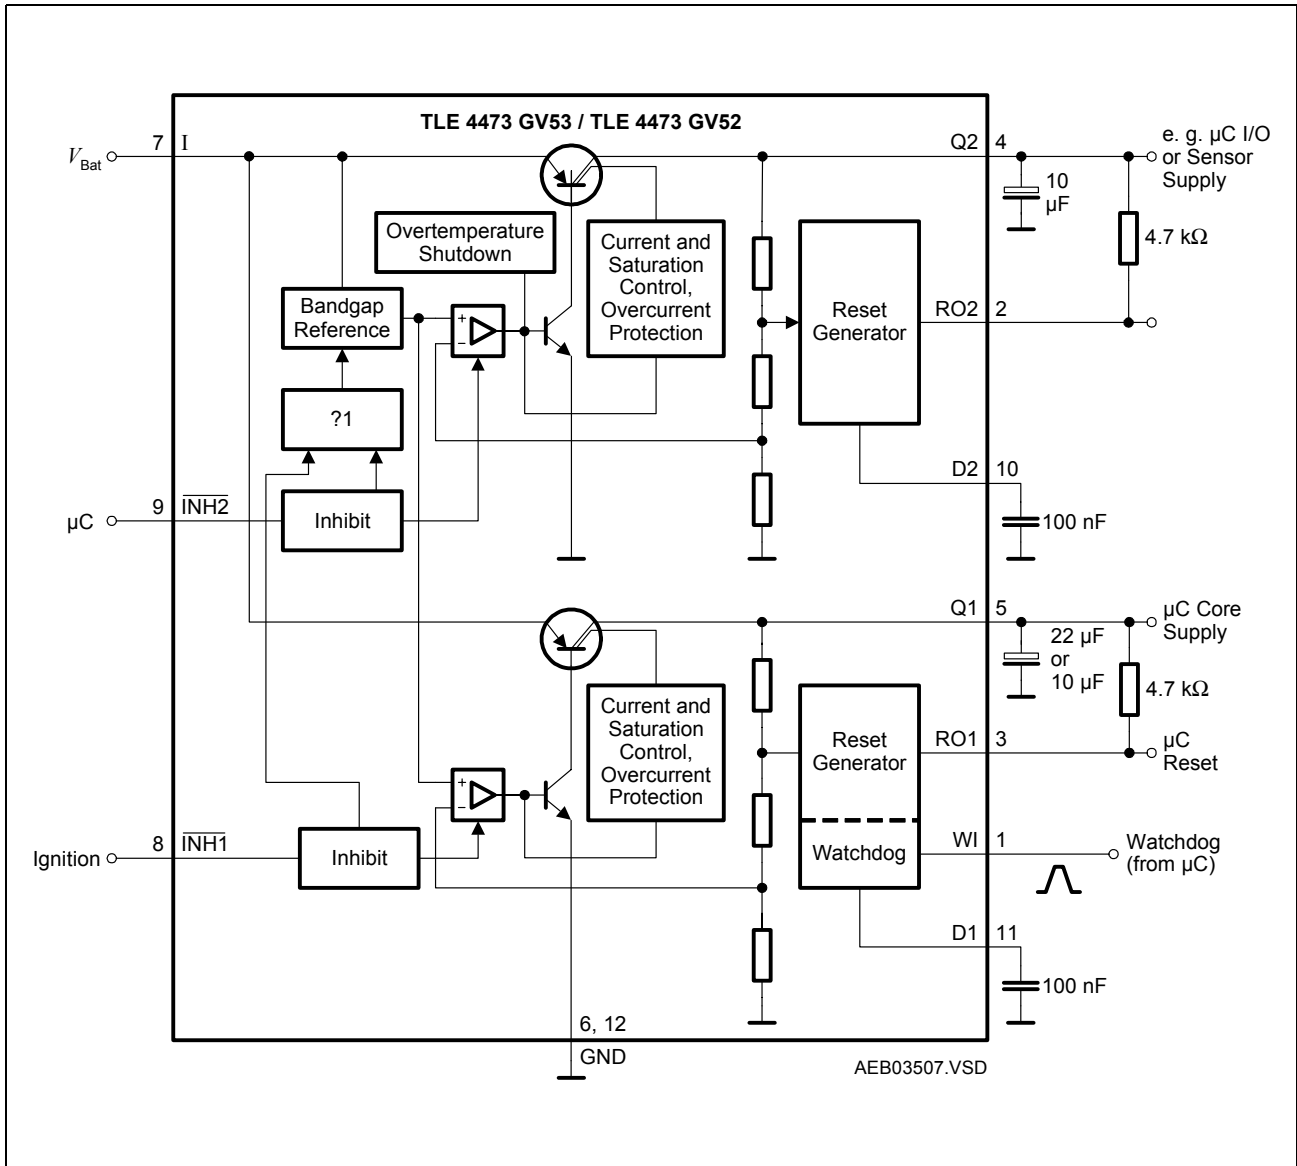 TLE 4473 GV53 / TLE 4473 GV52
V
Bat
7
I
Q2
4
e. g. µC I/O
or Sensor
Supply
10
µF
4.7 kΩ
Overtemperature
Shutdown
Current and
Saturation
Control,
Overcurrent
Protection
Bandgap
Reference
+
−
Reset
Generator
RO2
2
?1
D2
10
100 nF
µC
9
INH2
Inhibit
Q1
5
µC Core
Supply
22 µF
or
10 µF
4.7 kΩ
Current and
Saturation
Control,
Overcurrent
Protection
Reset
Generator
RO1
3
µC
Reset
+
−
Ignition
8
INH1
Inhibit
Watchdog
WI
1
Watchdog
(from µC)
D1
11
100 nF
6, 12
GND
AEB03507.VSD